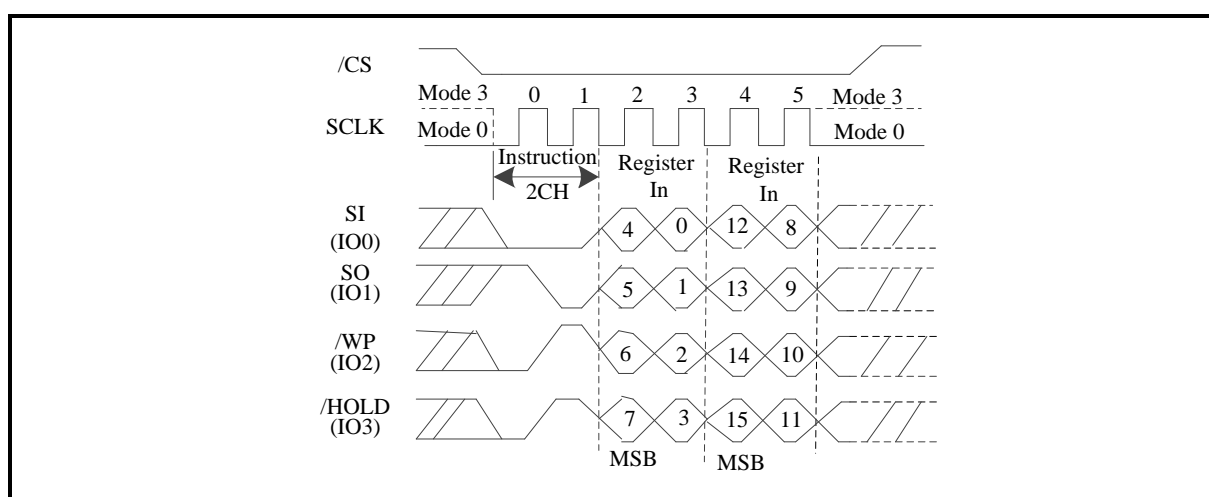 /CS
Mode 3 0 1 2 3 4 5 Mode 3
SCLK Mode 0 Mode 0
Instruction Register Register
2CH In In
SI
(IO0) 4 0 12 8
SO
(IO1) 5 1 13 9
/WP
(IO2) 6 2 14 10
/HOLD
(IO3) 7 3 15 11
MSB MSB